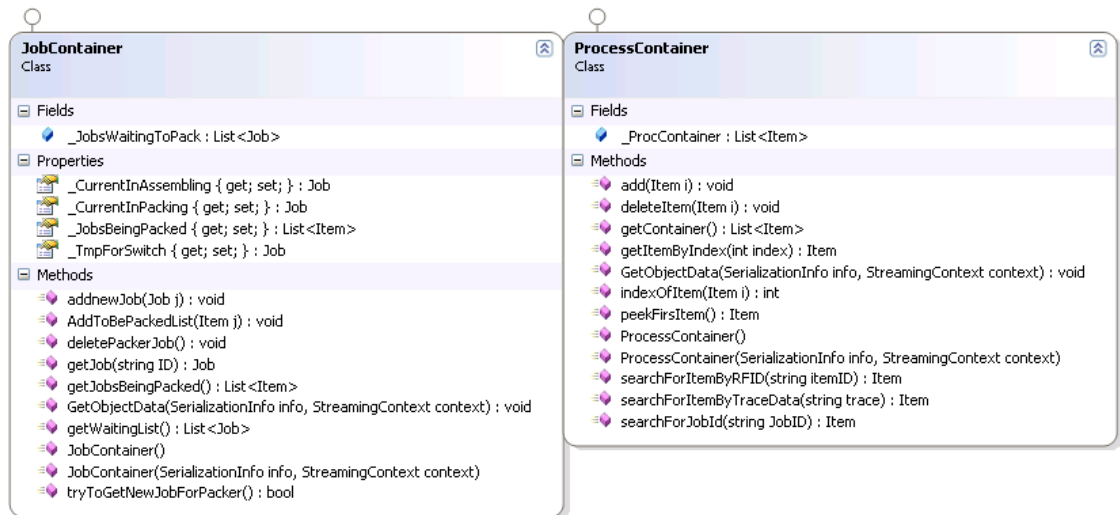 JobContainer
Class
Fields
_JobsWaitingToPack : List<Job>
Properties
_CurrentInAssembling { get; set; } : Job
_CurrentInPacking { get; set; } : Job
_JobsBeingPacked { get; set; } : List<Item>
_TmpForSwitch { get; set; } : Job
Methods
addnewJob(Job j) : void
AddToBePackedList(Item j) : void
deletePackerJob() : void
getJob(string ID) : Job
getJobsBeingPacked() : List<Item>
GetObjectData(SerializationInfo info, StreamingContext context) : void
getWaitingList() : List<Job>
JobContainer()
JobContainer(SerializationInfo info, StreamingContext context)
tryToGetNewJobForPacker() : bool
ProcessContainer
Class
Fields
_ProcContainer : List<Item>
Methods
add(Item i) : void
deleteItem(Item i) : void
getContainer() : List<Item>
getItemByIndex(int index) : Item
GetObjectData(SerializationInfo info, StreamingContext context) : void
indexOfItem(Item i) : int
peekFirsItem() : Item
ProcessContainer()
ProcessContainer(SerializationInfo info, StreamingContext context)
searchForItemByRFID(string itemID) : Item
searchForItemByTraceData(string trace) : Item
searchForJobId(string JobID) : Item